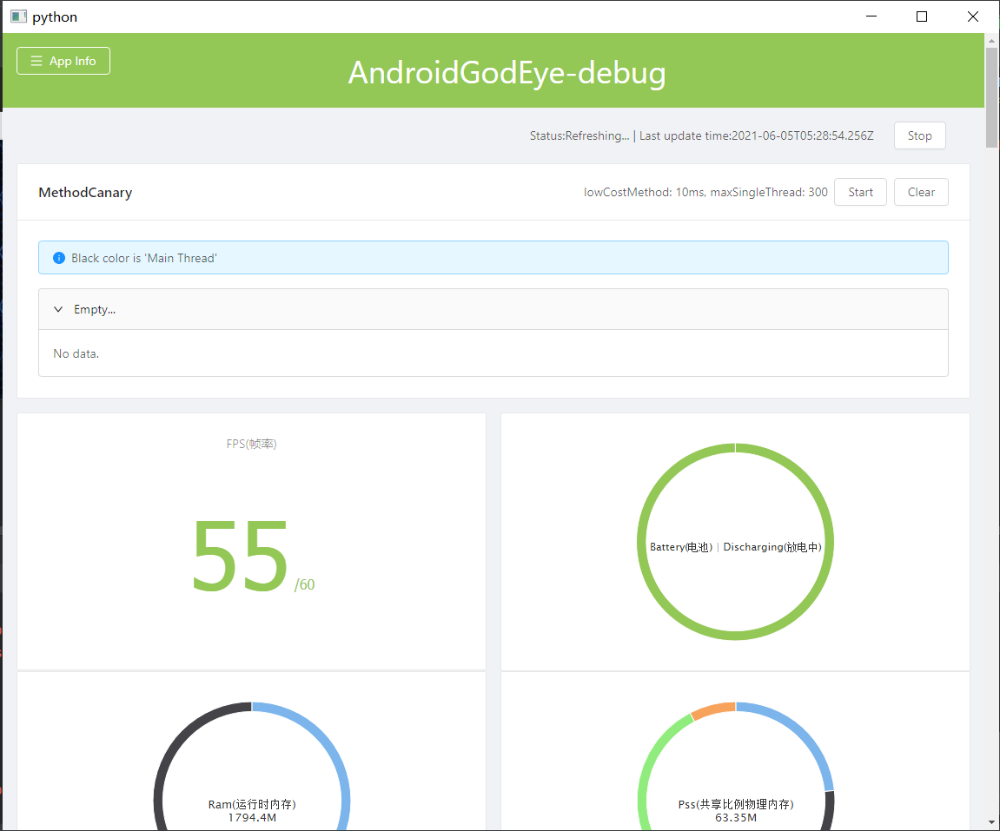 python
App Info
AndroidGodEye-debug
Status:Refreshing... | Last update time:2021-06-05T05:28:54.256Z
Stop
MethodCanary
lowCostMethod: 10ms, maxSingleThread: 300
Start
Clear
Black color is 'Main Thread'
Empty...
No data.
FPS(帧率)
55 /60
Battery(电池) | Discharging(放电中)
Ram(运行时内存)
1794.4M
Pss(共享比例物理内存)
63.35M